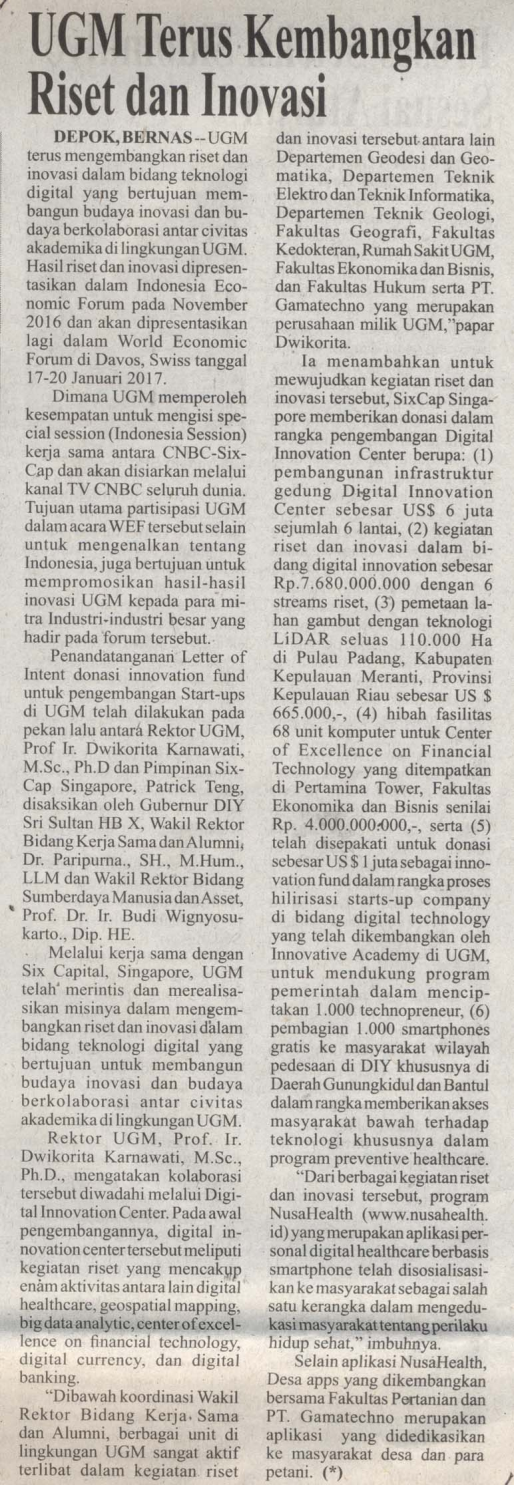 UGM Terus Kembangkan
Riset dan Inovasi
DEPOK, BERNAS -- UGM
terus mengembangkan riset dan
inovasi dalam bidang teknologi
digital yang bertujuan mem-
bangun budaya inovasi dan bu-
daya berkolaborasi antar civitas
akademika di lingkungan UGM.
Hasil riset dan inovasi dipresen-
tasikan dalam Indonesia Eco-
nomic Forum pada November
2016 dan akan dipresentasikan
lagi dalam World Economic
Forum di Davos, Swiss tanggal
17-20 Januari 2017.
Dimana UGM memperoleh
kesempatan untuk mengisi spe-
cial session (Indonesia Session)
kerja sama antara CNBC-Six-
Cap dan akan disiarkan melalui
kanal TV CNBC seluruh dunia.
Tujuan utama partisipasi UGM
dalam acara WEF tersebut selain
untuk mengenalkan tentang
Indonesia, juga bertujuan untuk
mempromosikan hasil-hasil
inovasi UGM kepada para mi-
tra Industri-industri besar yang
hadir pada forum tersebut.
Penandatanganan Letter of
Intent donasi innovation fund
untuk pengembangan Start-ups
di UGM telah dilakukan pada
pekan lalu antara Rektor UGM,
Prof Ir. Dwikorita Karnawati,
M.Sc., Ph.D dan Pimpinan Six-
Cap Singapore, Patrick Teng,
disaksikan oleh Gubernur DIY
Sri Sultan HB X, Wakil Rektor
Bidang Kerja Sama dan Alumni,
Dr. Paripurna., SH., M.Hum.,
LLM dan Wakil Rektor Bidang
Sumberdaya Manusia dan Asset,
Prof. Dr. Ir. Budi Wignyosu-
karto., Dip. HE.
Melalui kerja sama dengan
Six Capital, Singapore, UGM
telah merintis dan merealisa-
sikan misinya dalam mengem-
bangkan riset dan inovasi dalam
bidang teknologi digital yang
bertujuan untuk membangun
budaya inovasi dan budaya
berkolaborasi antar civitas
akademika di lingkungan UGM.
Rektor UGM, Prof. Ir.
Dwikorita Karnawati, M.Sc.,
Ph.D., mengatakan kolaborasi
tersebut diwadahi melalui Digi-
tal Innovation Center. Pada awal
pengembangannya, digital in-
novation center tersebut meliputi
kegiatan riset yang mencakup
enam aktivitas antara lain digital
healthcare, geospatial mapping,
big data analytic, center of excel-
lence on financial technology,
digital currency, dan digital
banking.
"Dibawah koordinasi Wakil
Rektor Bidang Kerja Sama
dan Alumni, berbagai unit di
lingkungan UGM sangat aktif
terlibat dalam kegiatan riset
dan inovasi tersebut antara lain
Departemen Geodesi dan Geo-
matika, Departemen Teknik
Elektro dan Teknik Informatika,
Departemen Teknik Geologi,
Fakultas Geografi, Fakultas
Kedokteran, Rumah Sakit UGM,
Fakultas Ekonomika dan Bisnis,
dan Fakultas Hukum serta PT.
Gamatechno yang merupakan
perusahaan milik UGM,"papar
Dwikorita.
Ia menambahkan untuk
mewujudkan kegiatan riset dan
inovasi tersebut, SixCap Singa-
pore memberikan donasi dalam
rangka pengembangan Digital
Innovation Center berupa: (1)
pembangunan infrastruktur
gedung Digital Innovation
Center sebesar US$ 6 juta
sejumlah 6 lantai, (2) kegiatan
riset dan inovasi dalam bi-
dang digital innovation sebesar
Rp.7.680.000.000 dengan 6
streams riset, (3) pemetaan la-
han gambut dengan teknologi
LiDAR seluas 110.000 Ha
di Pulau Padang, Kabupaten
Kepulauan Meranti, Provinsi
Kepulauan Riau sebesar US $
665.000,-, (4) hibah fasilitas
68 unit komputer untuk Center
of Excellence on Financial
Technology yang ditempatkan
di Pertamina Tower, Fakultas
Ekonomika dan Bisnis senilai
Rp. 4.000.000.000,-, serta (5)
telah disepakati untuk donasi
sebesar US $ 1 juta sebagai inno-
vation fund dalam rangka proses
hilirisasi starts-up company
di bidang digital technology
yang telah dikembangkan oleh
Innovative Academy di UGM,
untuk mendukung program
pemerintah dalam mencip-
takan 1.000 technopreneur, (6)
pembagian 1.000 smartphones
gratis ke masyarakat wilayah
pedesaan di DIY khususnya di
Daerah Gunungkidul dan Bantul
dalam rangka memberikan akses
masyarakat bawah terhadap
teknologi khususnya dalam
program preventive healthcare.
"Dari berbagai kegiatan riset
dan inovasi tersebut, program
NusaHealth (www.nusahealth.
id) yang merupakan aplikasi per-
sonal digital healthcare berbasis
smartphone telah disosialisasi-
kan ke masyarakat sebagai salah
satu kerangka dalam mengedu-
kasi masyarakat tentang perilaku
hidup sehat," imbuhnya.
Selain aplikasi NusaHealth,
Desa apps yang dikembangkan
bersama Fakultas Pertanian dan
PT. Gamatechno merupakan
aplikasi yang didedikasikan
ke masyarakat desa dan para
petani. (*)